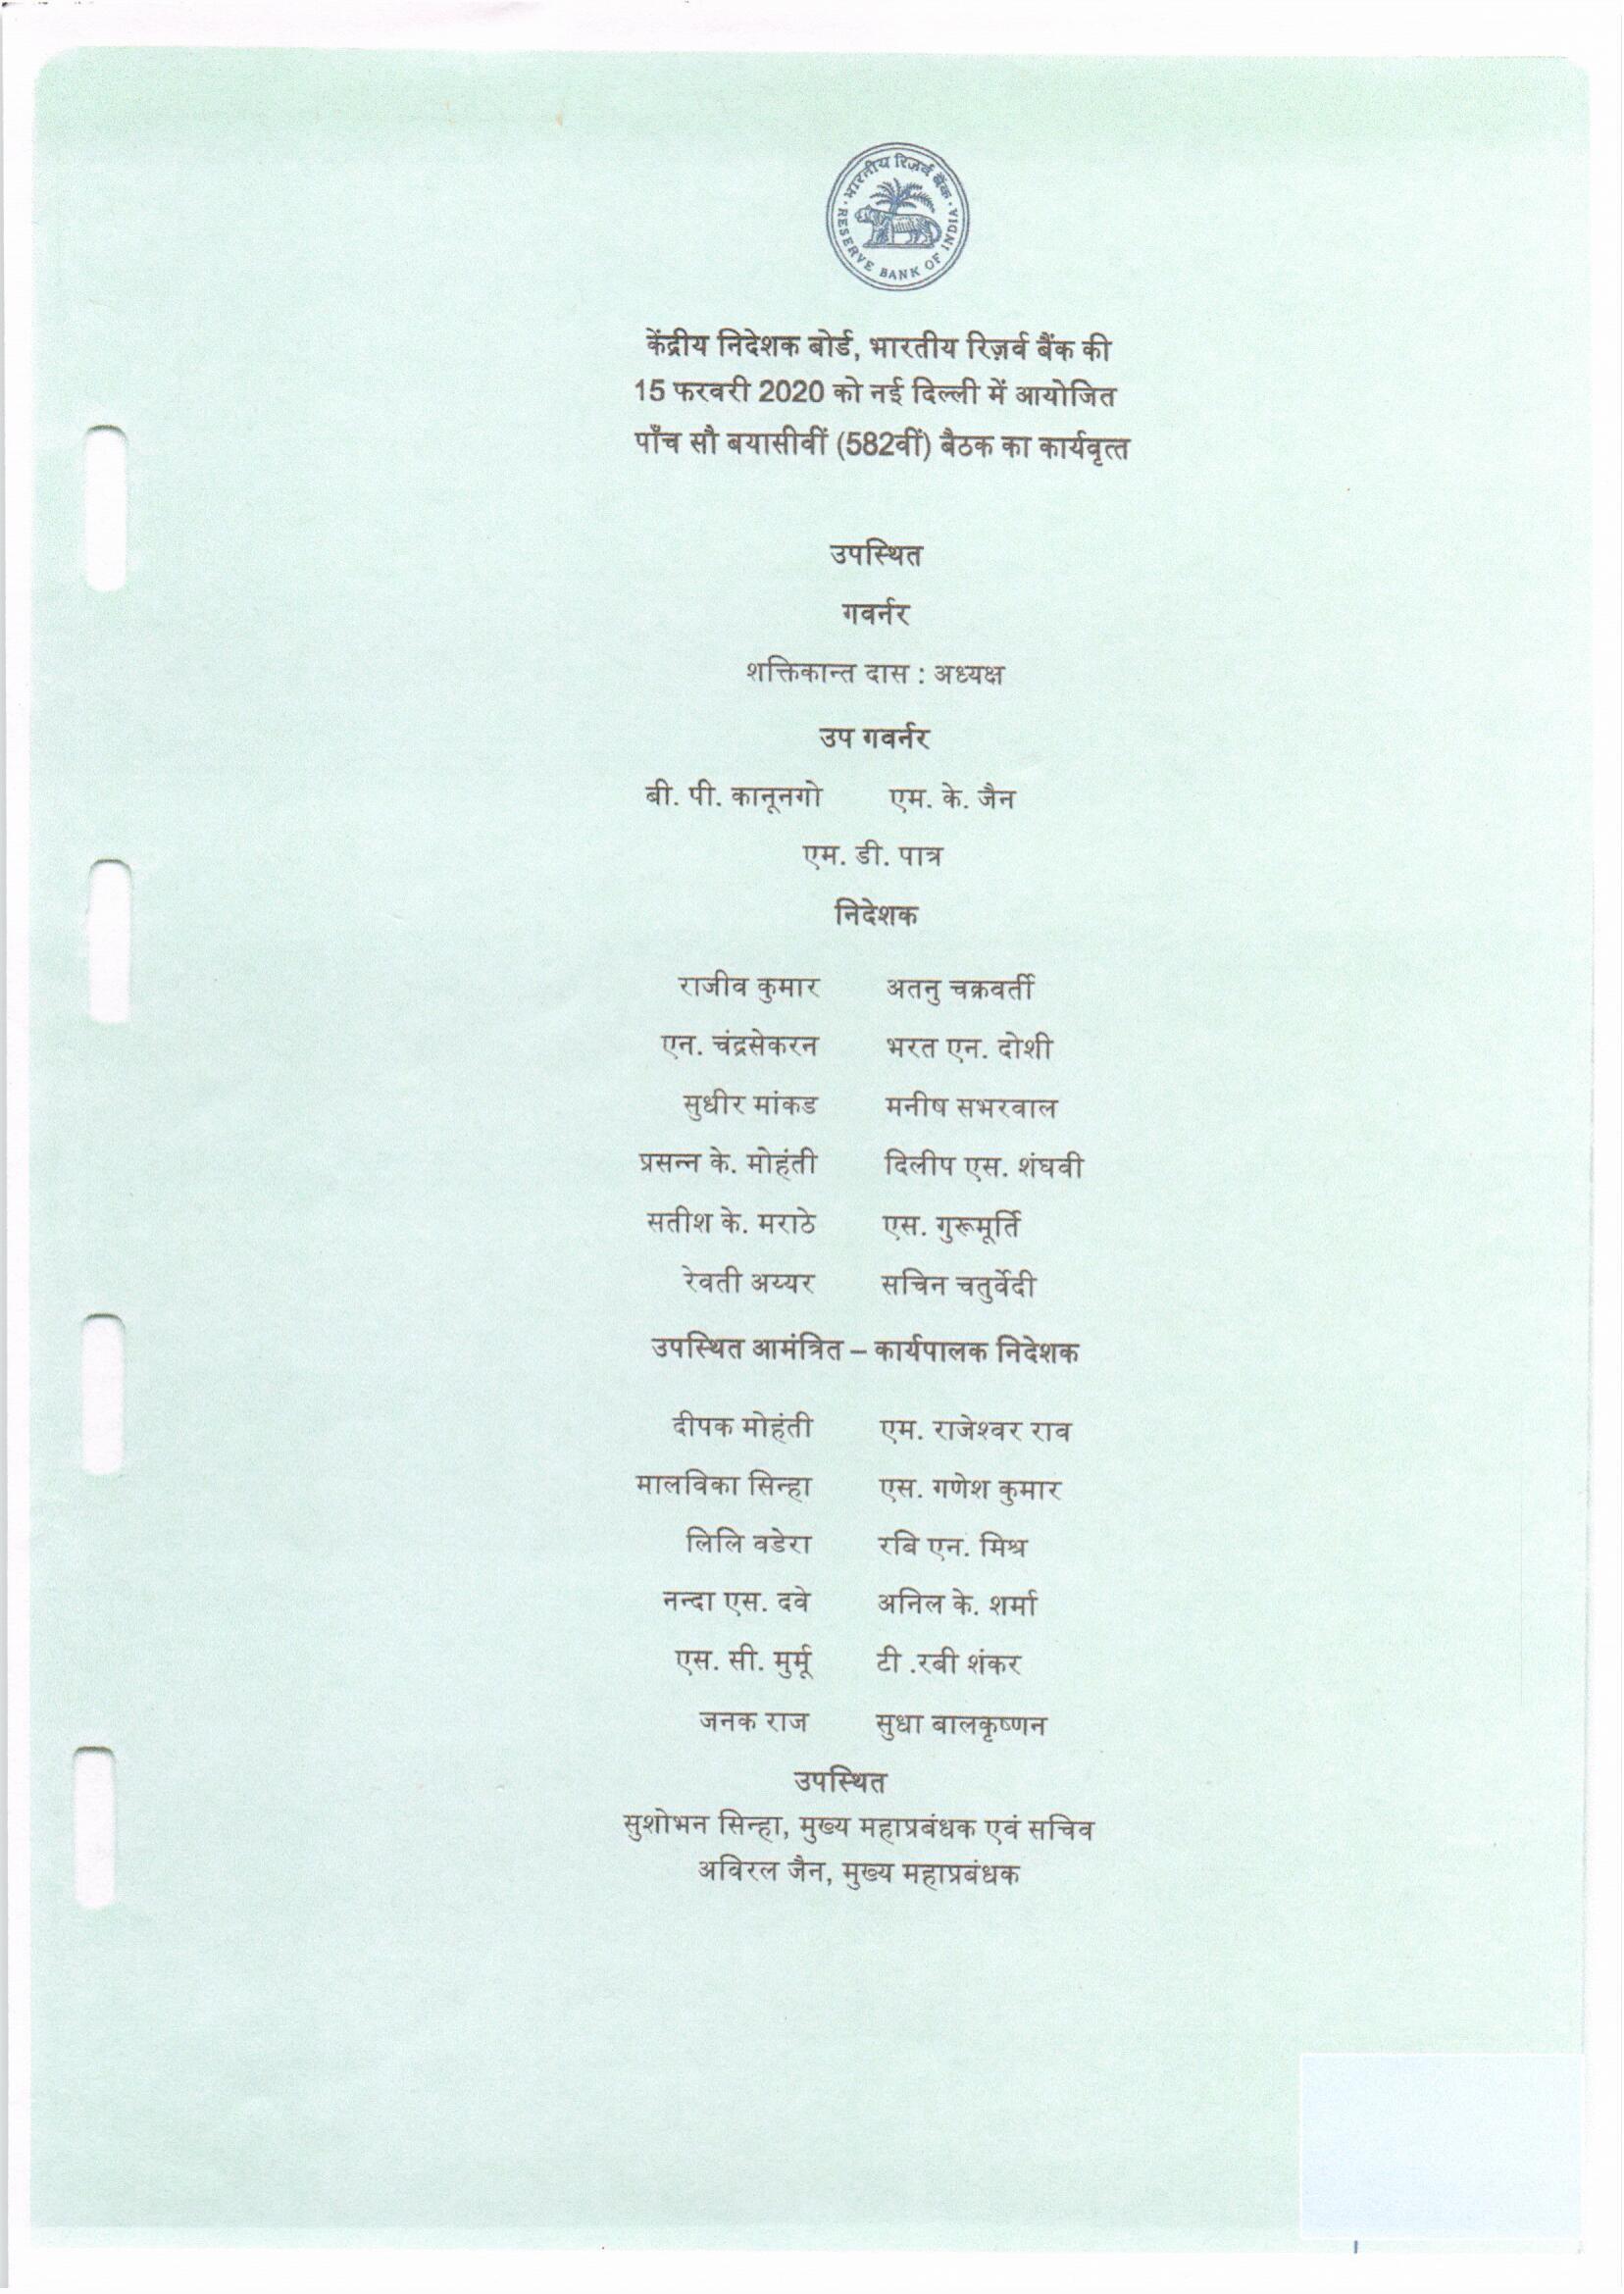 भारतीय रिज़र्व बैंक
RESERVE BANK OF INDIA
केंद्रीय निदेशक बोर्ड, भारतीय रिज़र्व बैंक की
15 फरवरी 2020 को नई दिल्ली में आयोजित
पाँच सौ बयासीवीं (582वीं) बैठक का कार्यवृत्त
उपस्थित
गवर्नर
शक्तिकान्त दास : अध्यक्ष
उप गवर्नर
बी. पी. कानूनगो एम. के. जैन
एम. डी. पात्र
निदेशक
राजीव कुमार अतनु चक्रवर्ती
एन. चंद्रसेकरन भरत एन. दोशी
सुधीर मांकड मनीष सभरवाल
प्रसन्न के. मोहंती दिलीप एस. शंघवी
सतीश के. मराठे एस. गुरूमूर्ति
रेवती अय्यर सचिन चतुर्वेदी
उपस्थित आमंत्रित – कार्यपालक निदेशक
दीपक मोहंती एम. राजेश्वर राव
मालविका सिन्हा एस. गणेश कुमार
लिलि वडेरा रबि एन. मिश्र
नन्दा एस. दवे अनिल के. शर्मा
एस. सी. मुर्मू टी .रबी शंकर
जनक राज सुधा बालकृष्णन
उपस्थित
सुशोभन सिन्हा, मुख्य महाप्रबंधक एवं सचिव
अविरल जैन, मुख्य महाप्रबंधक